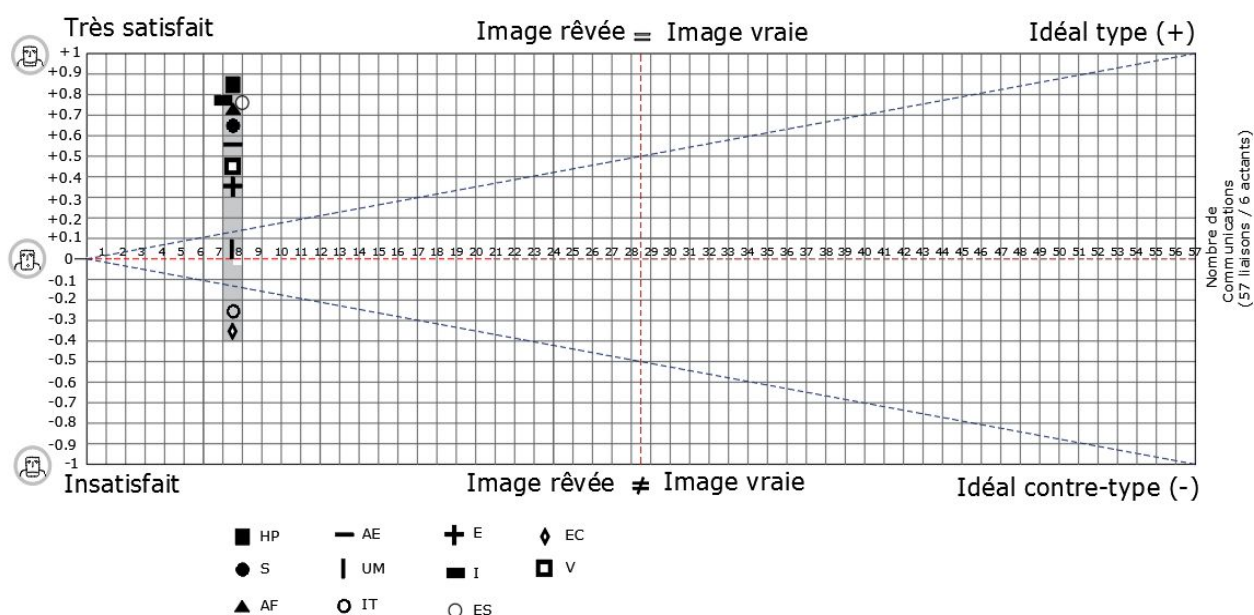 Très satisfait
Image rêvée = Image vraie
Idéal type (+)
+1
+0.9
+0.8
+0.7
+0.6
+0.5
+0.4
+0.3
+0.2
+0.1
0
1 2 3 4 5 6 7 8 9 10 11 12 13 14 15 16 17 18 19 20 21 22 23 24 25 26 27 28 29 30 31 32 33 34 35 36 37 38 39 40 41 42 43 44 45 46 47 48 49 50 51 52 53 54 55 56 57
-0.1
-0.2
-0.3
-0.4
-0.5
-0.6
-0.7
-0.8
-0.9
-1
Nombre de
Communications
(57 liaisons / 6 actants)
Insatisfait
Image rêvée ≠ Image vraie
Idéal contre-type (-)
HP AE E EC
S UM I V
AF IT ES